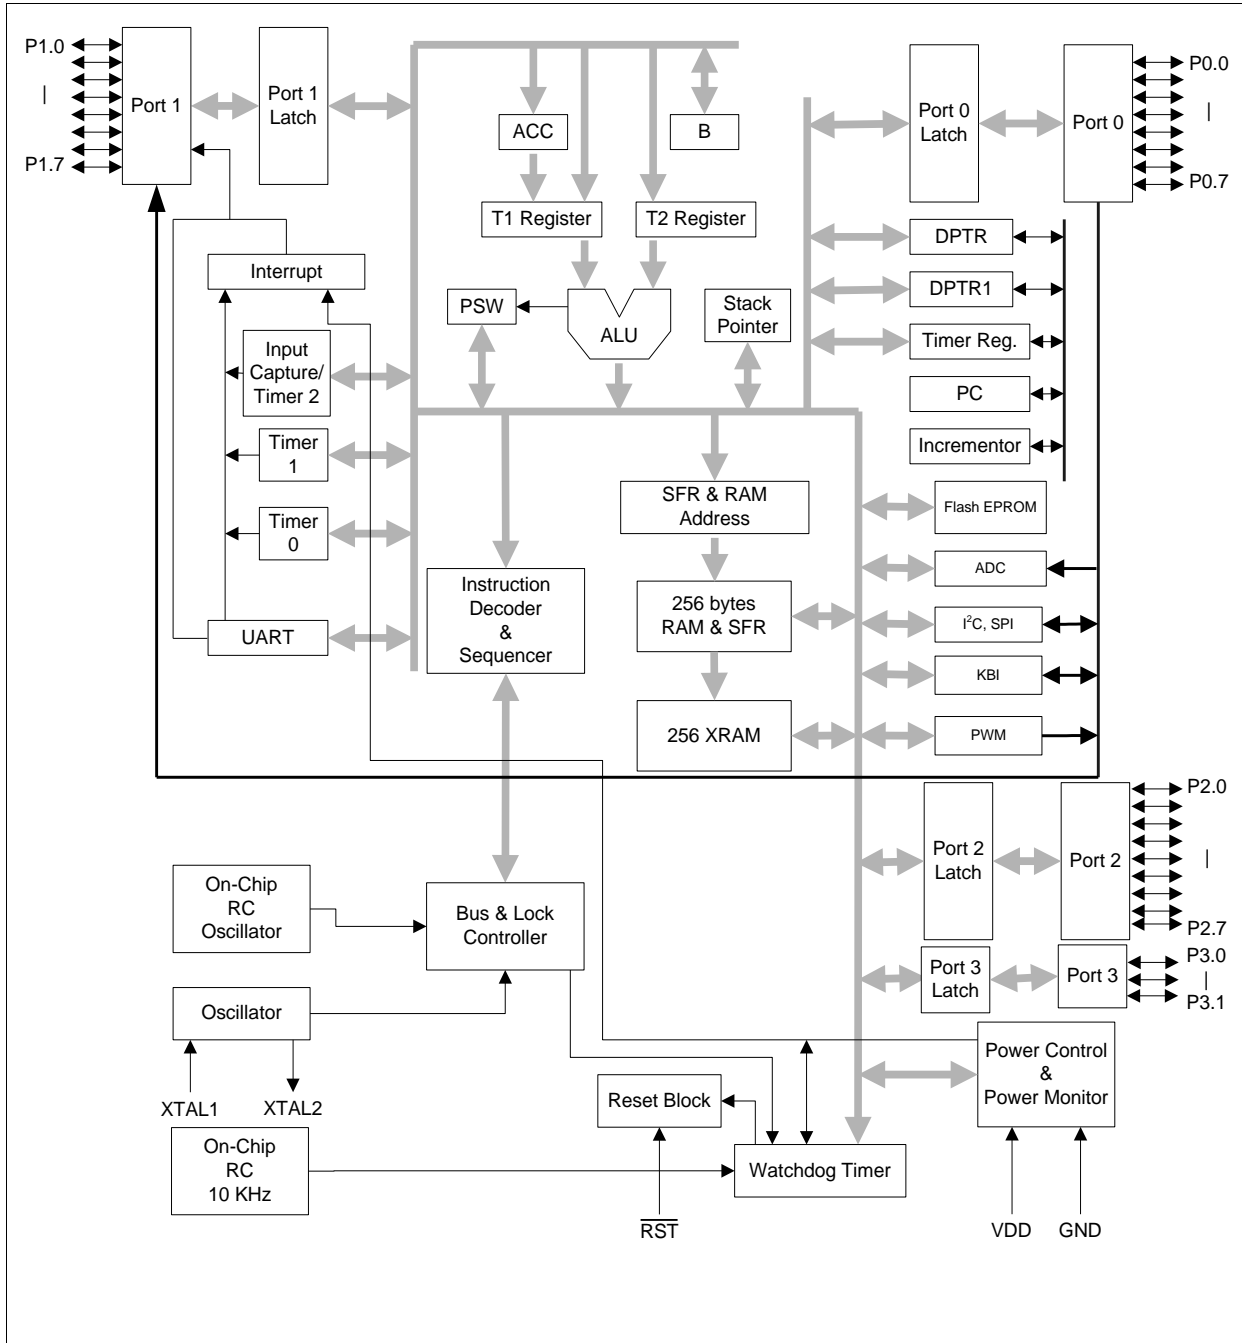 P1.0
|
P1.7
Port 1
Port 1
Latch
ACC
B
T1 Register
T2 Register
Port 0
Latch
Port 0
P0.0
|
P0.7
Interrupt
PSW
ALU
Stack
Pointer
DPTR
DPTR1
Timer Reg.
PC
Incrementor
Input
Capture/
Timer 2
Timer
1
Timer
0
UART
SFR & RAM
Address
Instruction
Decoder
&
Sequencer
256 bytes
RAM & SFR
256 XRAM
Flash EPROM
ADC
I²C, SPI
KBI
PWM
Port 2
Latch
Port 2
P2.0
|
P2.7
Port 3
Latch
Port 3
P3.0
|
P3.1
On-Chip
RC
Oscillator
Bus & Lock
Controller
Oscillator
XTAL1
XTAL2
On-Chip
RC
10 KHz
Reset Block
Watchdog Timer
Power Control
&
Power Monitor
R̅S̅T̅
VDD
GND